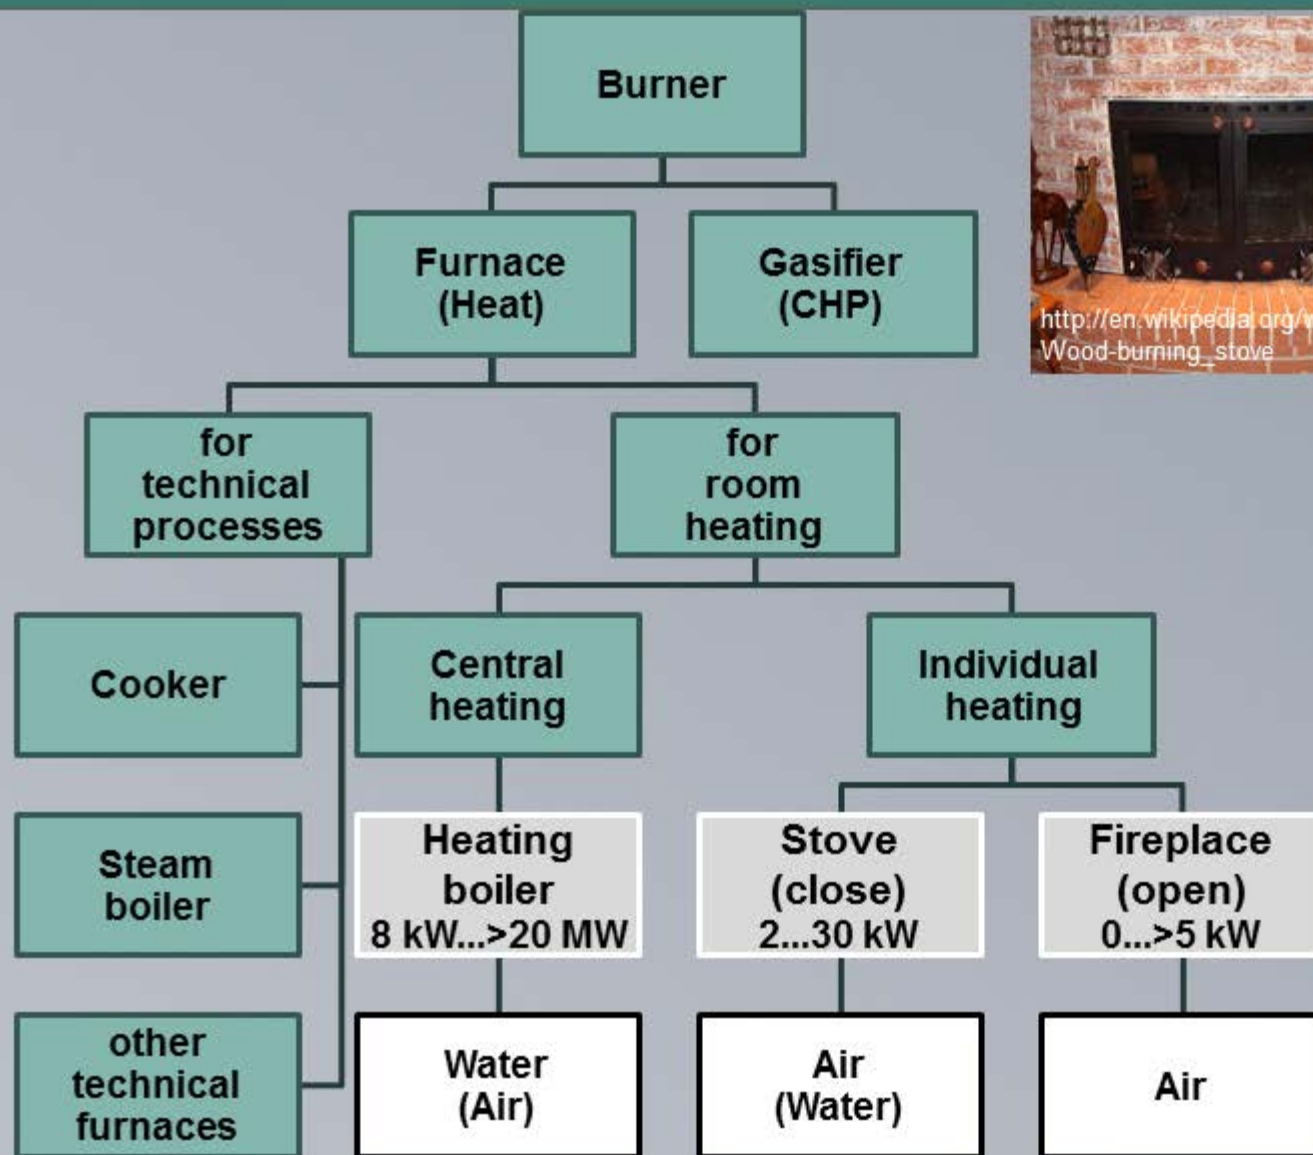 Burner
Furnace
(Heat)
Gasifier
(CHP)
http://en.wikipedia.org/w
Wood-burning_stove
for
technical
processes
for
room
heating
Cooker
Central
heating
Individual
heating
Steam
boiler
Heating
boiler
8 kW...>20 MW
Stove
(close)
2...30 kW
Fireplace
(open)
0...>5 kW
other
technical
furnaces
Water
(Air)
Air
(Water)
Air